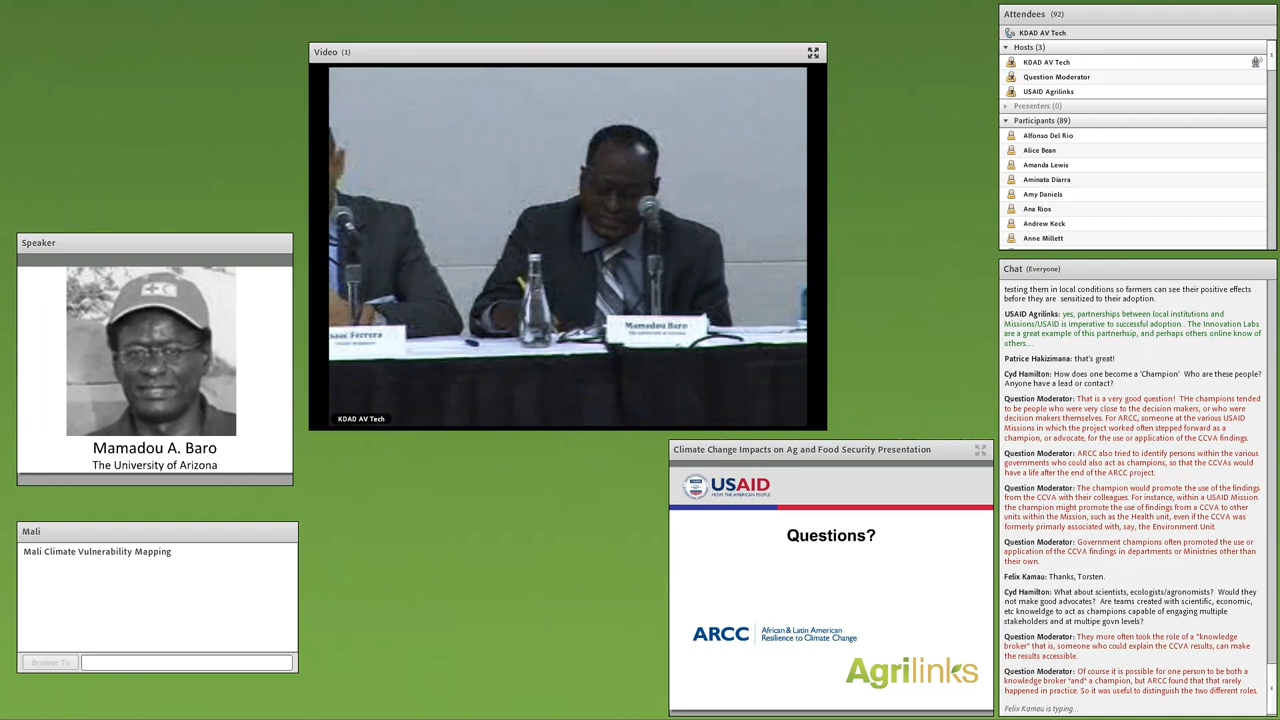 Video (1)
saac Ferrera
Mamadou Baro
KDAD AV Tech
Speaker
Mamadou A. Baro
The University of Arizona
Mali
Mali Climate Vulnerability Mapping
Browse To
Climate Change Impacts on Ag and Food Security Presentation
USAID
FROM THE AMERICAN PEOPLE
Questions?
ARCC
African & Latin American
Resilience to Climate Change
Agrilinks
Attendees (92)
KDAD AV Tech
Hosts (3)
KDAD AV Tech
Question Moderator
USAID Agrilinks
Presenters (0)
Participants (89)
Alfonso Del Rio
Alice Bean
Amanda Lewis
Aminata Diarra
Amy Daniels
Ana Rios
Andrew Keck
Anne Millett
Chat (Everyone)
testing them in local conditions so farmers can see their positive effects
before they are sensitized to their adoption.
USAID Agrilinks: yes, partnerships between local institutions and
Missions/USAID is imperative to successful adoption.. The Innovation Labs
are a great example of this partnerhsip, and perhaps others online know of
others....
Patrice Hakizimana: that's great!
Cyd Hamilton: How does one become a 'Champion' Who are these people?
Anyone have a lead or contact?
Question Moderator: That is a very good question! THe champions tended
to be people who were very close to the decision makers, or who were
decision makers themselves. For ARCC, someone at the various USAID
Missions in which the project worked often stepped forward as a
champion, or advocate, for the use or application of the CCVA findings.
Question Moderator: ARCC also tried to identify persons within the various
governments who could also act as champions, so that the CCVAs would
have a life after the end of the ARCC project.
Question Moderator: The champion would promote the use of the findings
from the CCVA with their colleagues. For instance, within a USAID Mission
the champion might promote the use of findings from a CCVA to other
units within the Mission, such as the Health unit, even if the CCVA was
formerly primarly associated with, say, the Environment Unit.
Question Moderator: Government champions often promoted the use or
application of the CCVA findings in departments or Ministries other than
their own.
Felix Kamau: Thanks, Torsten.
Cyd Hamilton: What about scientists, ecologists/agronomists? Would they
not make good advocates? Are teams created with scientific, economic,
etc knoweldge to act as champions capable of engaging multiple
stakeholders and at multipe govn levels?
Question Moderator: They more often took the role of a "knowledge
broker" that is, someone who could explain the CCVA results, can make
the results accessible.
Question Moderator: Of course it is possible for one person to be both a
knowledge broker *and* a champion, but ARCC found that that rarely
happened in practice. So it was useful to distinguish the two different roles.
Felix Kamau is typing...